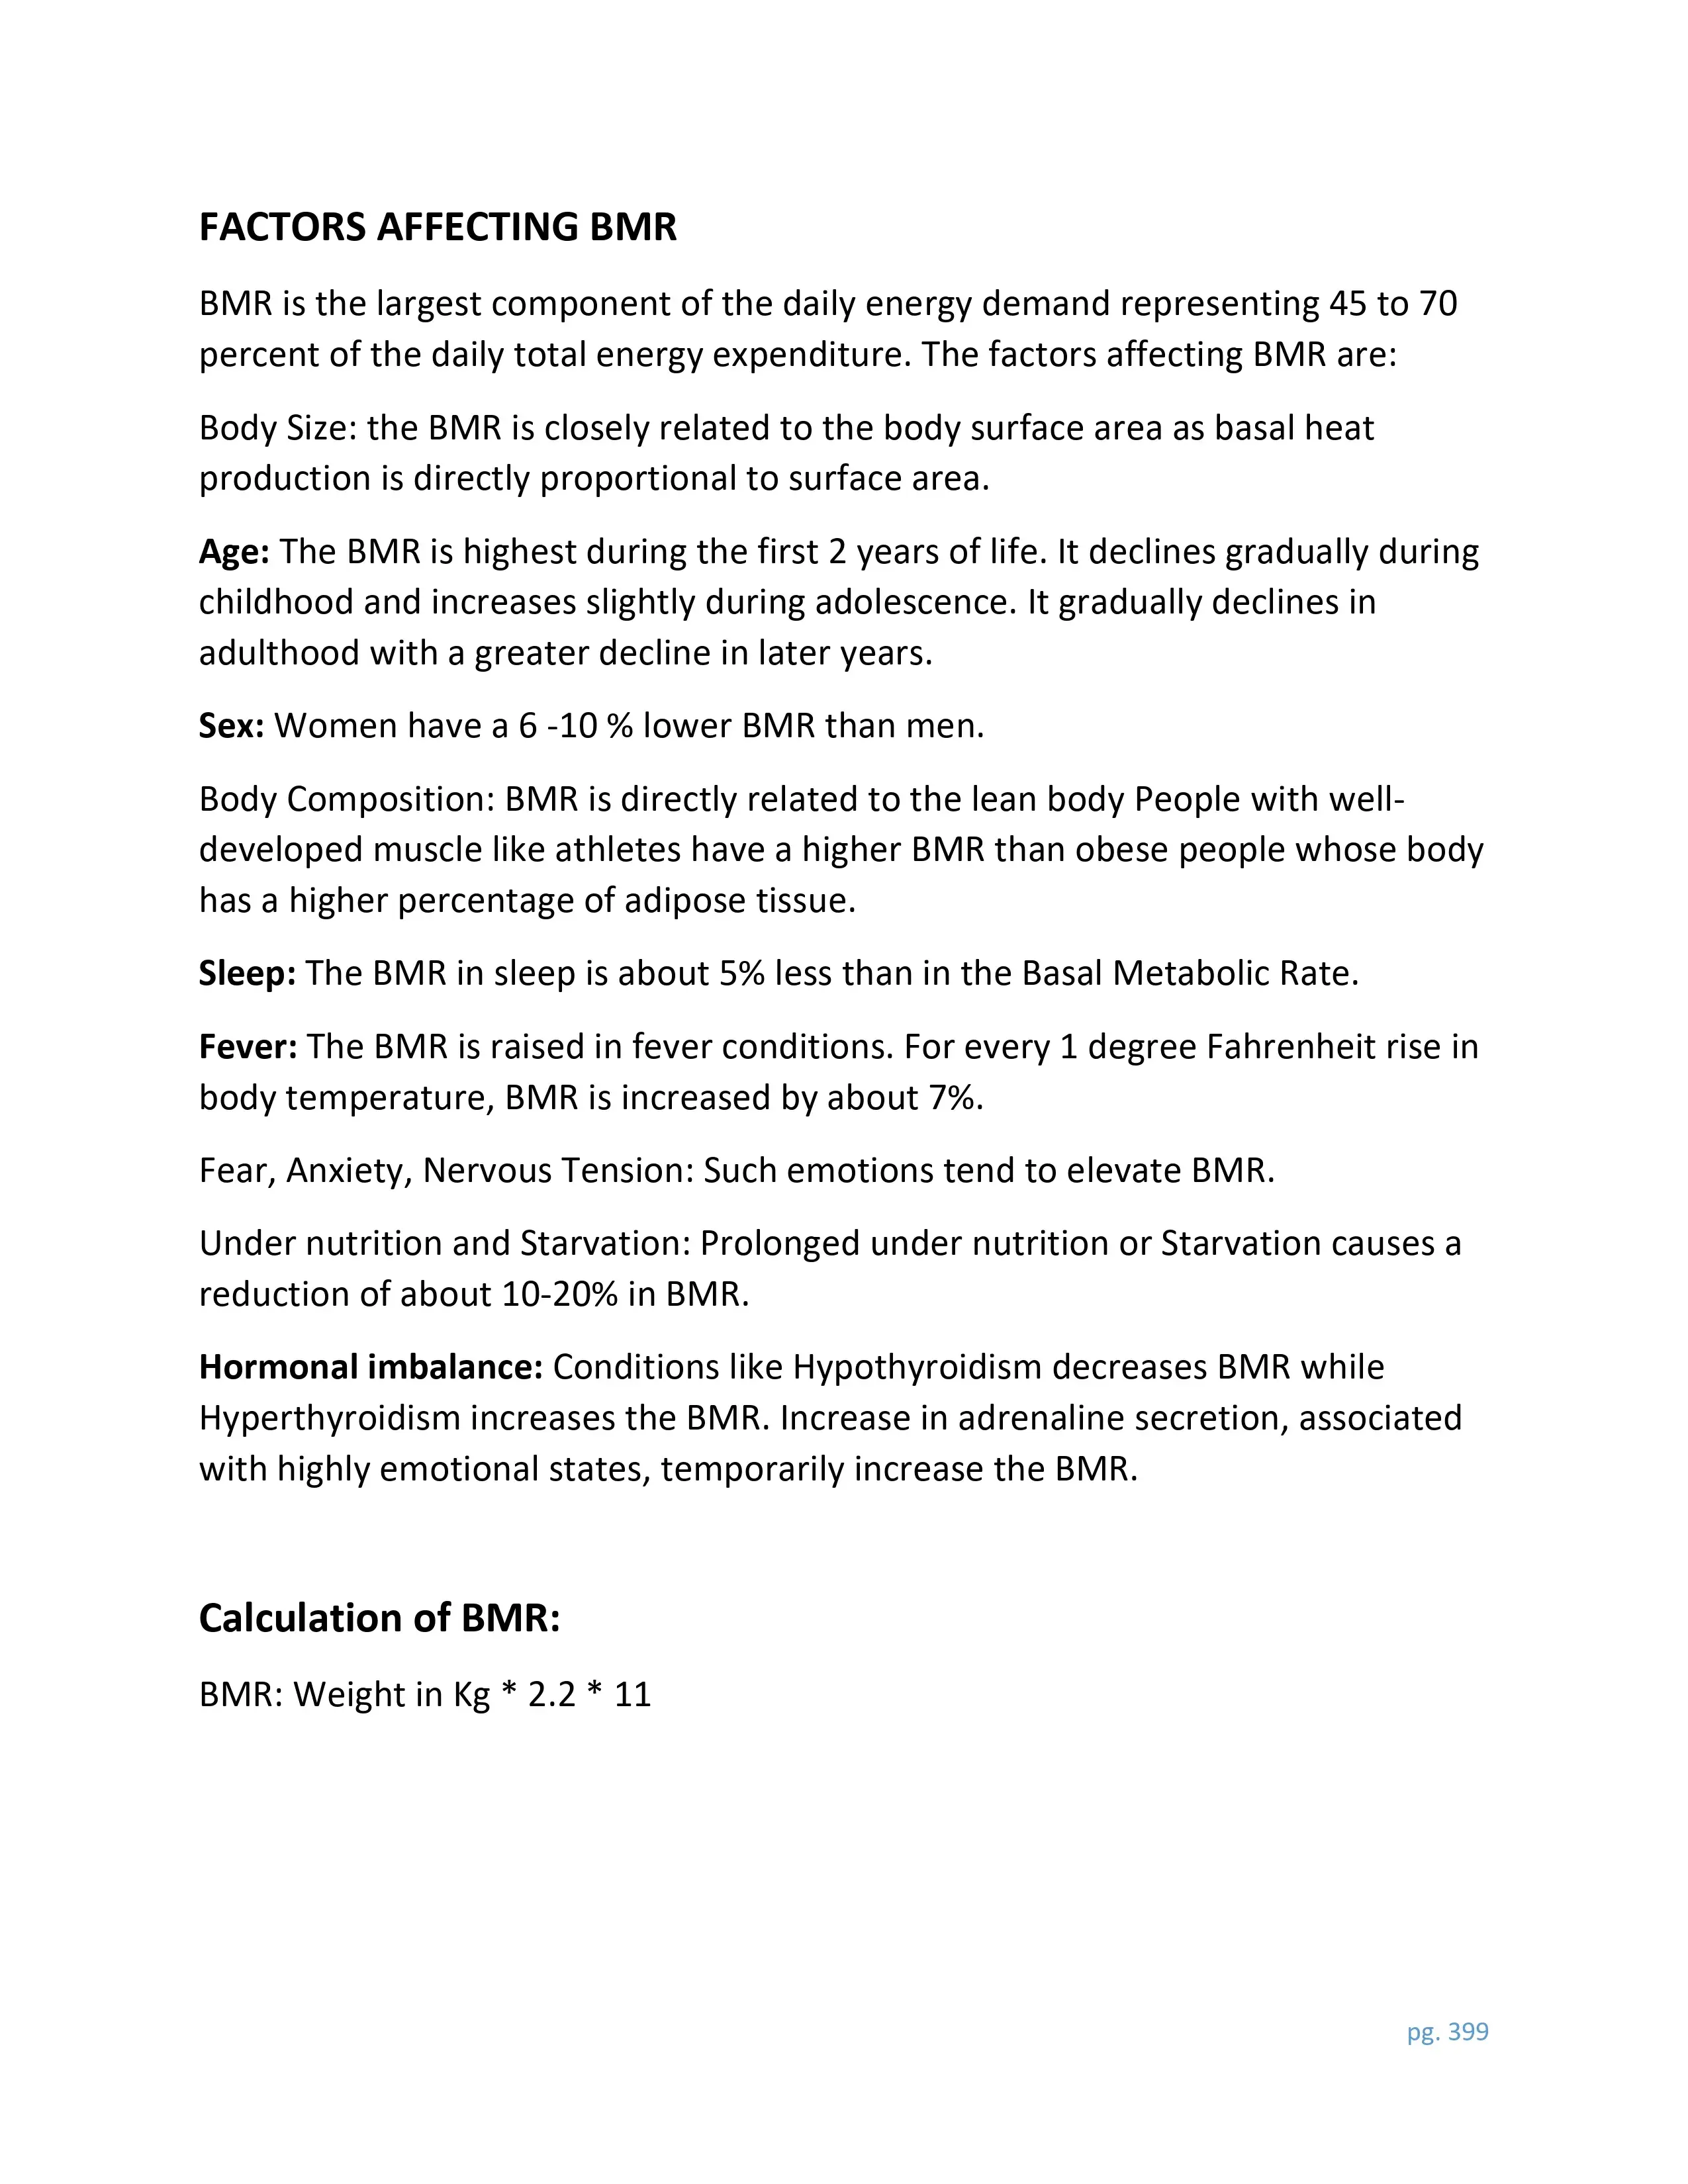 FACTORS AFFECTING BMR
BMR is the largest component of the daily energy demand representing 45 to 70
percent of the daily total energy expenditure. The factors affecting BMR are:
Body Size: the BMR is closely related to the body surface area as basal heat
production is directly proportional to surface area.
Age: The BMR is highest during the first 2 years of life. It declines gradually during
childhood and increases slightly during adolescence. It gradually declines in
adulthood with a greater decline in later years.
Sex: Women have a 6 -10 % lower BMR than men.
Body Composition: BMR is directly related to the lean body People with well-
developed muscle like athletes have a higher BMR than obese people whose body
has a higher percentage of adipose tissue.
Sleep: The BMR in sleep is about 5% less than in the Basal Metabolic Rate.
Fever: The BMR is raised in fever conditions. For every 1 degree Fahrenheit rise in
body temperature, BMR is increased by about 7%.
Fear, Anxiety, Nervous Tension: Such emotions tend to elevate BMR.
Under nutrition and Starvation: Prolonged under nutrition or Starvation causes a
reduction of about 10-20% in BMR.
Hormonal imbalance: Conditions like Hypothyroidism decreases BMR while
Hyperthyroidism increases the BMR. Increase in adrenaline secretion, associated
with highly emotional states, temporarily increase the BMR.
Calculation of BMR:
BMR: Weight in Kg * 2.2 * 11
pg. 399